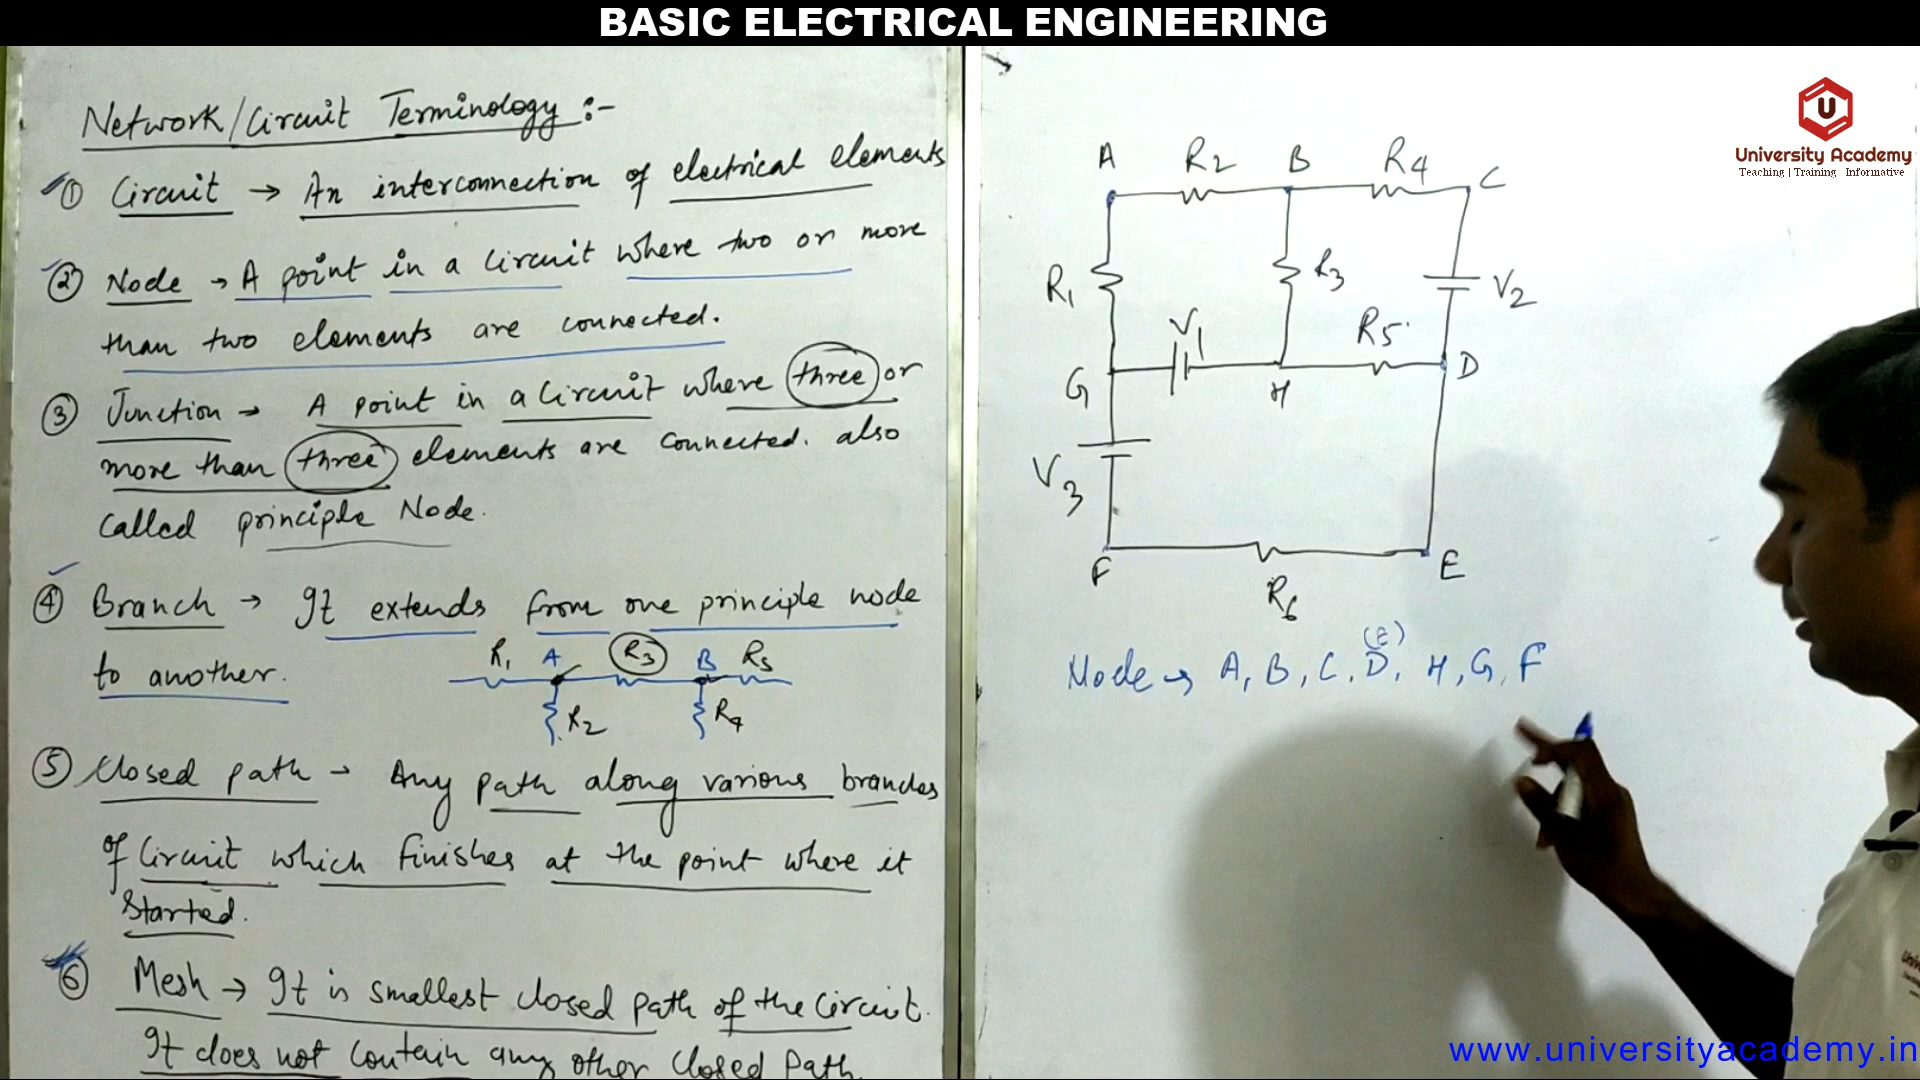 BASIC ELECTRICAL ENGINEERING
Network/Circuit Terminology :-
① Circuit → An interconnection of electrical elements
② Node → A point in a circuit where two or more
than two elements are connected.
③ Junction → A point in a circuit where three or
more than three elements are connected. also
called principle Node.
④ Branch → It extends from one principle node
to another.
R1 A R3 B R5
R2 R4
⑤ Closed path → Any path along various branches
of circuit which finishes at the point where it
started.
⑥ Mesh → It is smallest closed path of the circuit.
It does not contain any other closed path.
A R2 B R4 C
R1 R3 V2
V1 R5
G H D
V3
F E
R6
(E)
Node → A, B, C, D, H, G, F
U
University Academy
Teaching | Training | Informative
www.universityacademy.in